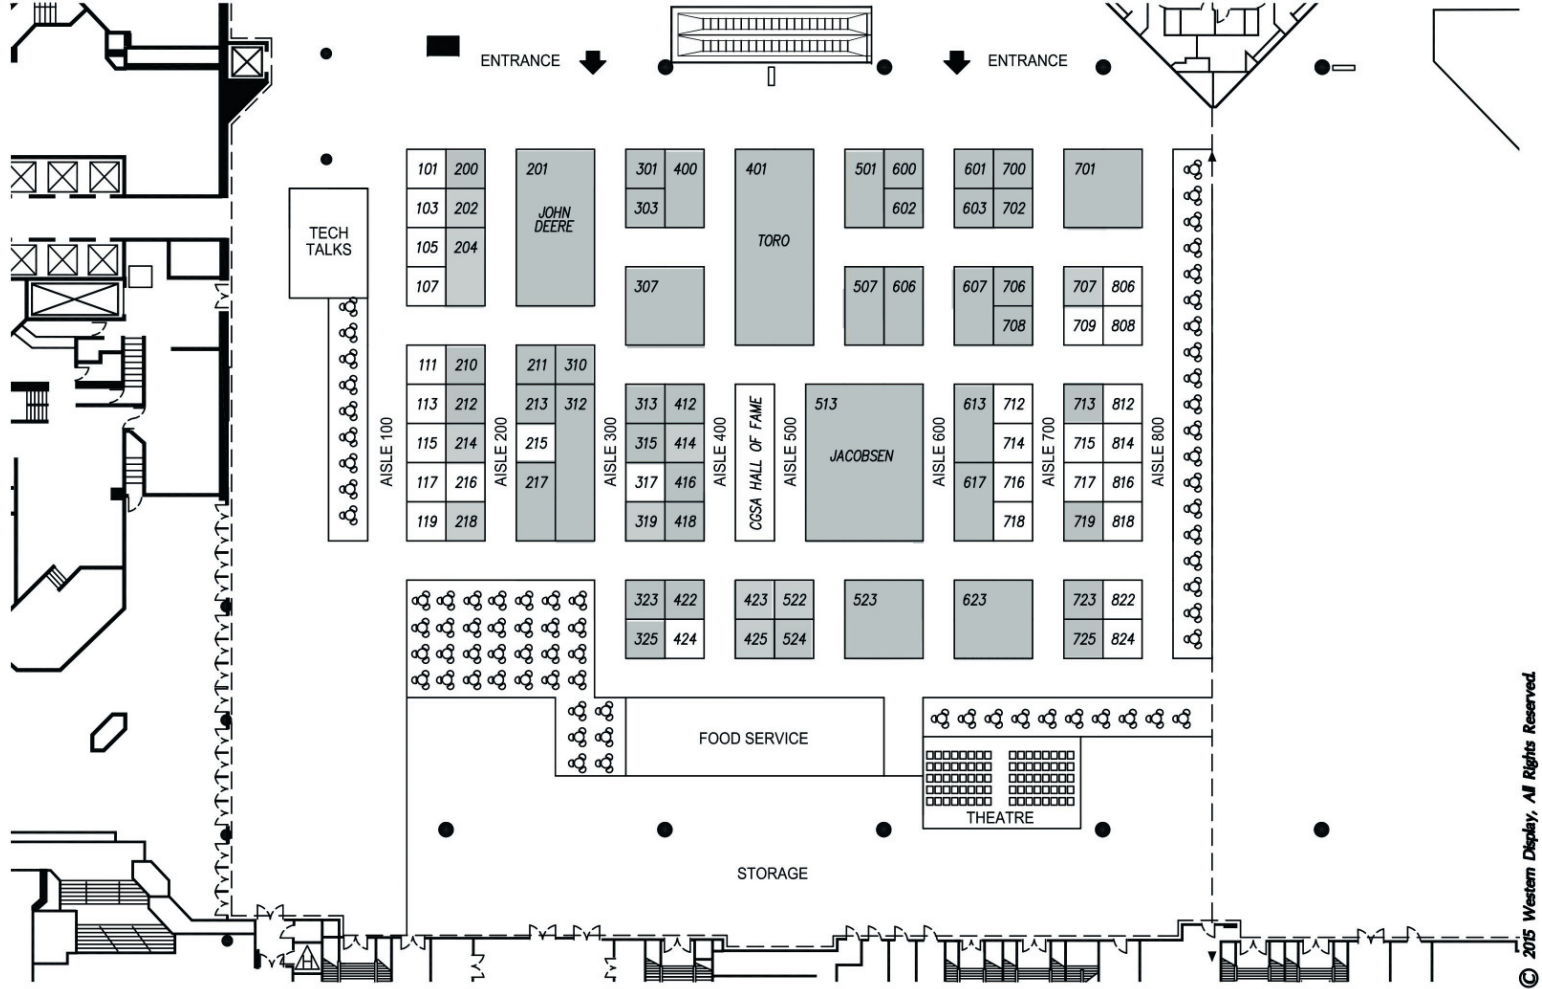 ENTRANCE
ENTRANCE
101 200
201
301 400
401
501 600
601 700
701
103 202
JOHN
DEERE
303
602
603 702
TECH
TALKS
105 204
TORO
107
307
507 606
607 706
707 806
708
709 808
111 210
211 310
113 212
213 312
313 412
513
613 712
713 812
115 214
215
315 414
714
715 814
JACOBSEN
117 216
217
317 416
617 716
717 816
119 218
319 418
718
719 818
AISLE 100
AISLE 200
AISLE 300
AISLE 400
CGSA HALL OF FAME
AISLE 500
AISLE 600
AISLE 700
AISLE 800
323 422
423 522
523
623
723 822
325 424
425 524
725 824
FOOD SERVICE
THEATRE
STORAGE
© 2015 Western Display, All Rights Reserved.